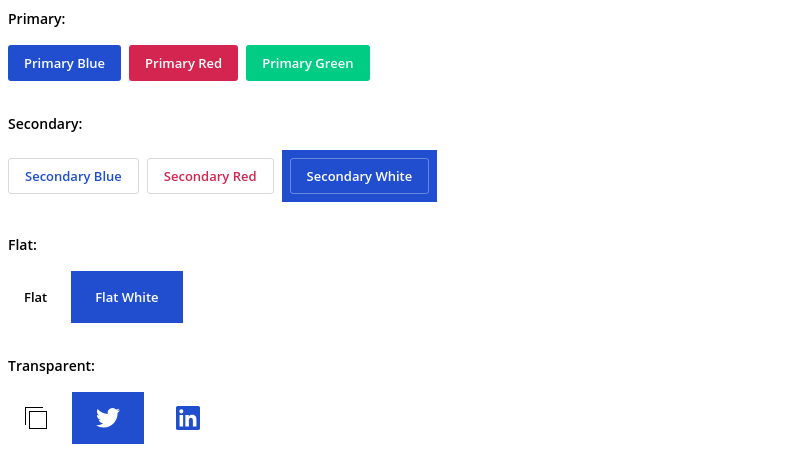 Primary:
Primary Blue Primary Red Primary Green
Secondary:
Secondary Blue Secondary Red Secondary White
Flat:
Flat Flat White
Transparent:
in